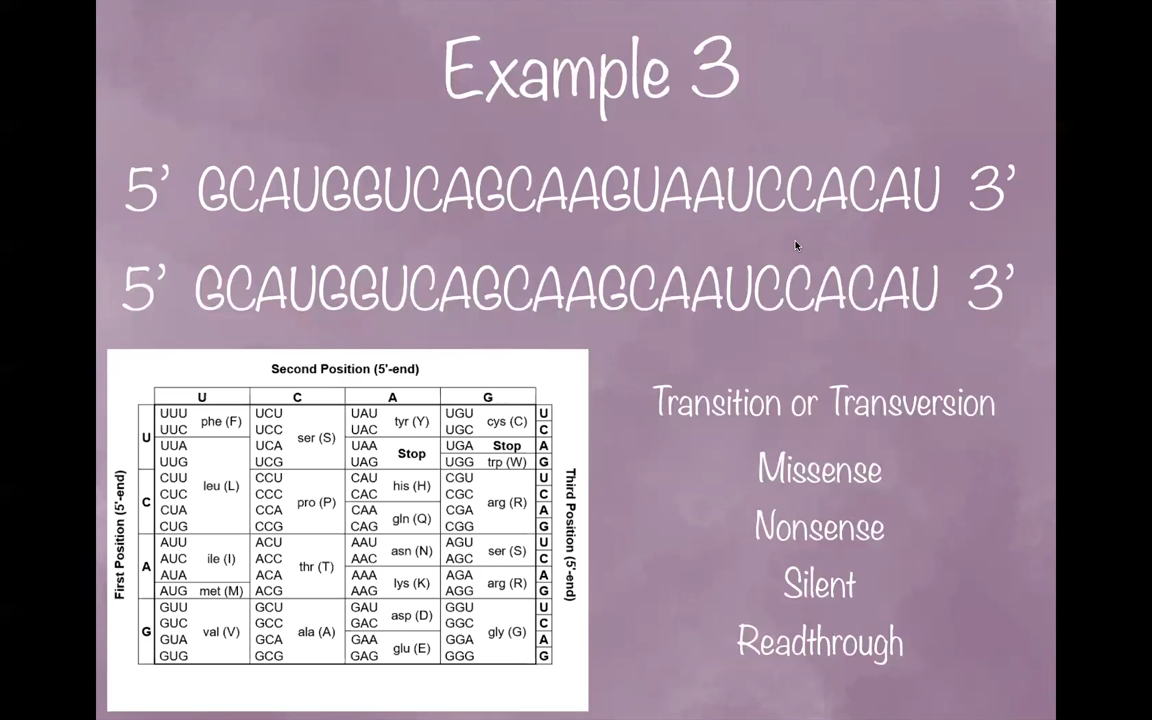 Example 3
5' GCAUGGUCAGCAAGUAAUCCACAU 3'
5' GCAUGGUCAGCAAGCAAUCCACAU 3'
Second Position (5'-end)
U C A G
First Position (5'-end)
Third Position (5'-end)
U
UUU phe (F) UCU ser (S) UAU tyr (Y) UGU cys (C) U
UUC UCC UAC UGC C
UUA leu (L) UCA UAA Stop UGA Stop A
UUG UCG UAG UGG trp (W) G
C
CUU CCU pro (P) CAU his (H) CGU arg (R) U
CUC CCC CAC CGC C
CUA CCA CAA gln (Q) CGA A
CUG CCG CAG CGG G
A
AUU ile (I) ACU thr (T) AAU asn (N) AGU ser (S) U
AUC ACC AAC AGC C
AUA ACA AAA lys (K) AGA arg (R) A
AUG met (M) ACG AAG AGG G
G
GUU val (V) GCU ala (A) GAU asp (D) GGU gly (G) U
GUC GCC GAC GGC C
GUA GCA GAA glu (E) GGA A
GUG GCG GAG GGG G
Transition or Transversion
Missense
Nonsense
Silent
Readthrough